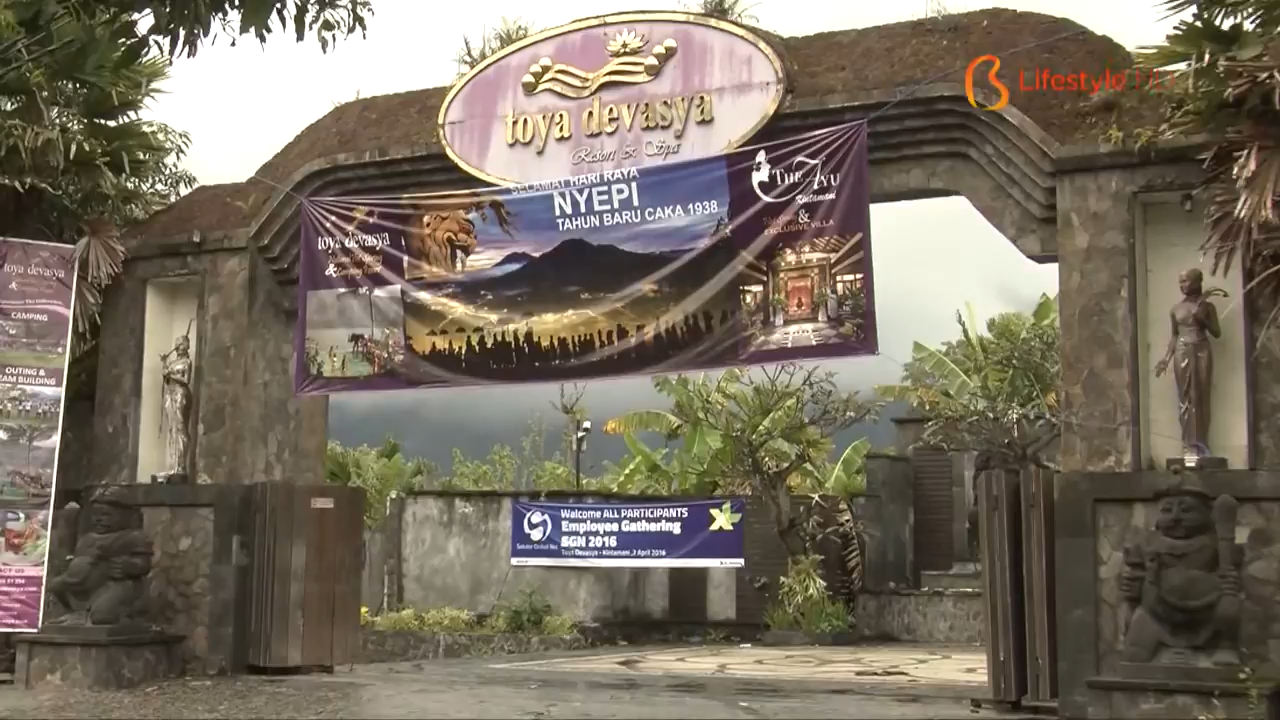 Lifestyle
toya devasya
Resort & Spa
SELAMAT HARI RAYA
NYEPI
TAHUN BARU CAKA 1938
toya devasya
&
THE AYU
Kintamani
&
EXCLUSIVE VILLA
toya devasya
CAMPING
OUTING &
TEAM BUILDING
Welcome ALL PARTICIPANTS
Employee Gathering
SGN 2016
Toya Devasya - Kintamani ,2 April 2016
XL